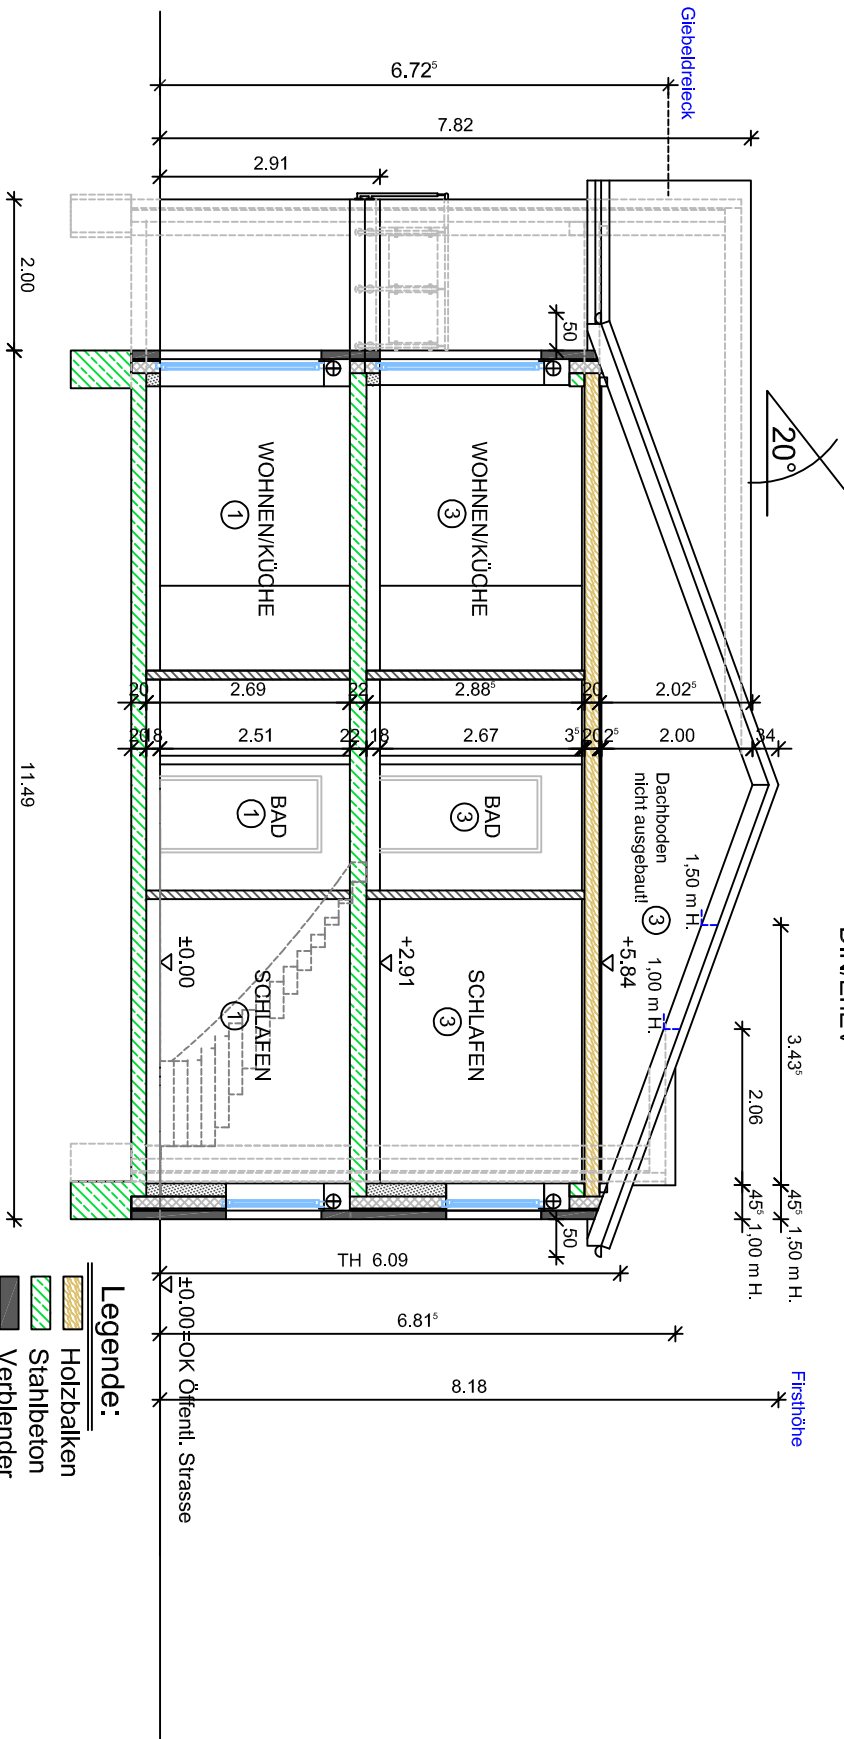 Giebeldreieck
6.72⁵
7.82
2.91
2.00
11.49
50
20°
WOHNEN/KÜCHE
1
WOHNEN/KÜCHE
3
20
2.69
22
2.88⁵
20
2.02⁵
20
18
2.51
22
18
2.67
3⁵
20
2⁵
2.00
34
BAD
1
BAD
3
Dachboden
nicht ausgebaut!
3
1,50 m H.
1,00 m H.
±0.00
+2.91
+5.84
SCHLAFEN
1
SCHLAFEN
3
3.43⁵
2.06
45⁵
1,50 m H.
45⁵
1,00 m H.
50
TH 6.09
±0.00=OK Öffentl. Strasse
6.81⁵
8.18
Firsthöhe
Legende:
Holzbalken
Stahlbeton
Verblender